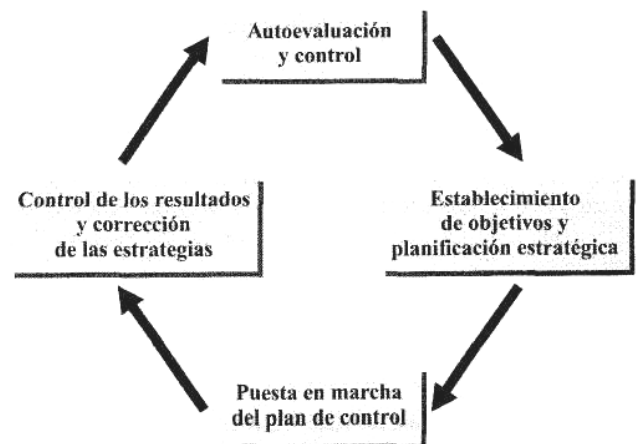 Autoevaluación
y control
Establecimiento
de objetivos y
planificación estratégica
Puesta en marcha
del plan de control
Control de los resultados
y corrección
de las estrategias